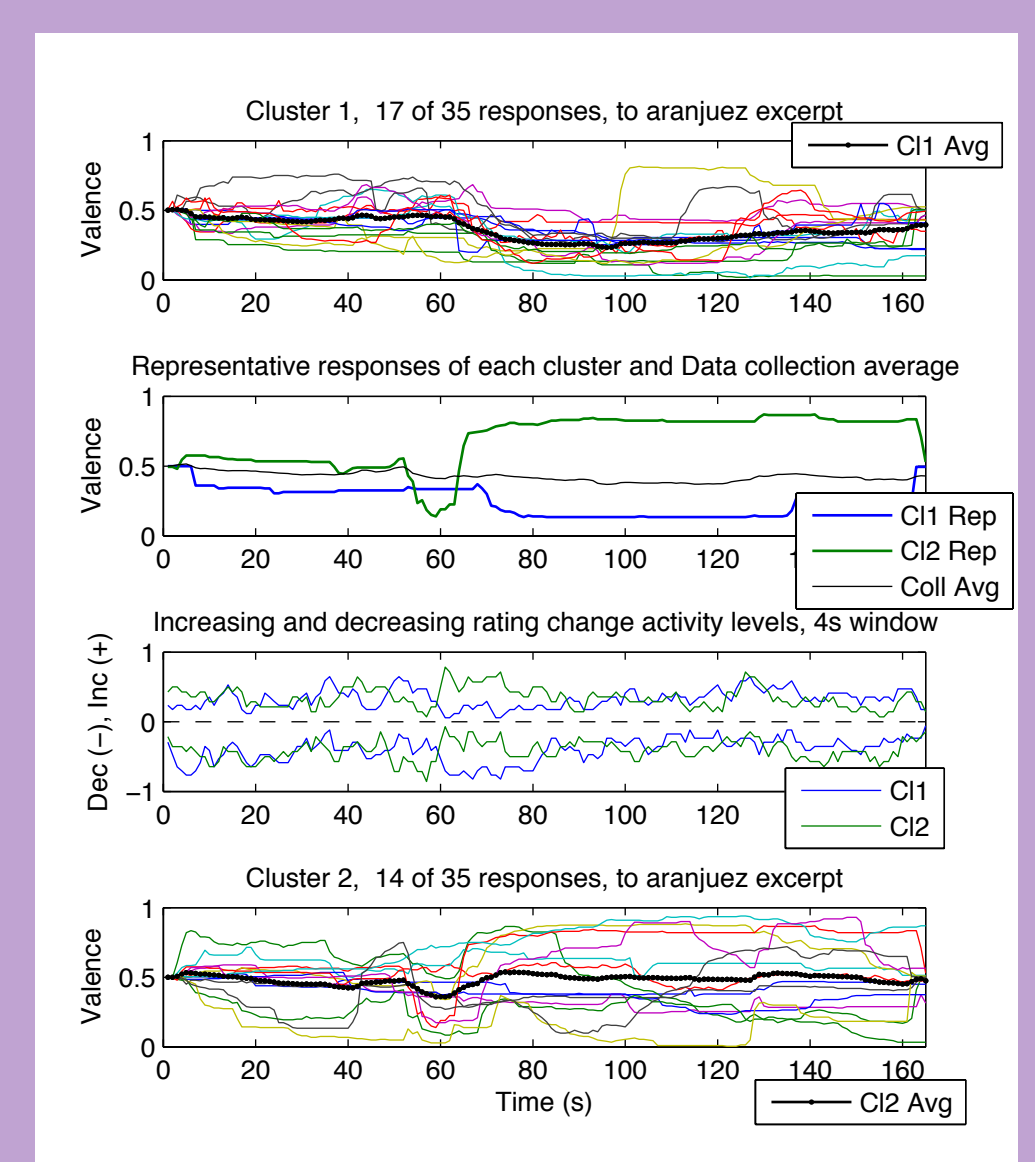 Cluster 1, 17 of 35 responses, to aranjuez excerpt
Cl1 Avg
Valence
1
0.5
0
0 20 40 60 80 100 120 140 160
Representative responses of each cluster and Data collection average
Valence
1
0.5
0
0 20 40 60 80 100 120
Cl1 Rep
Cl2 Rep
Coll Avg
Increasing and decreasing rating change activity levels, 4s window
Dec (−), Inc (+
1
0
−1
0 20 40 60 80 100 120
Cl1
Cl2
Cluster 2, 14 of 35 responses, to aranjuez excerpt
Valence
1
0.5
0
0 20 40 60 80 100 120 140 160
Time (s)
Cl2 Avg